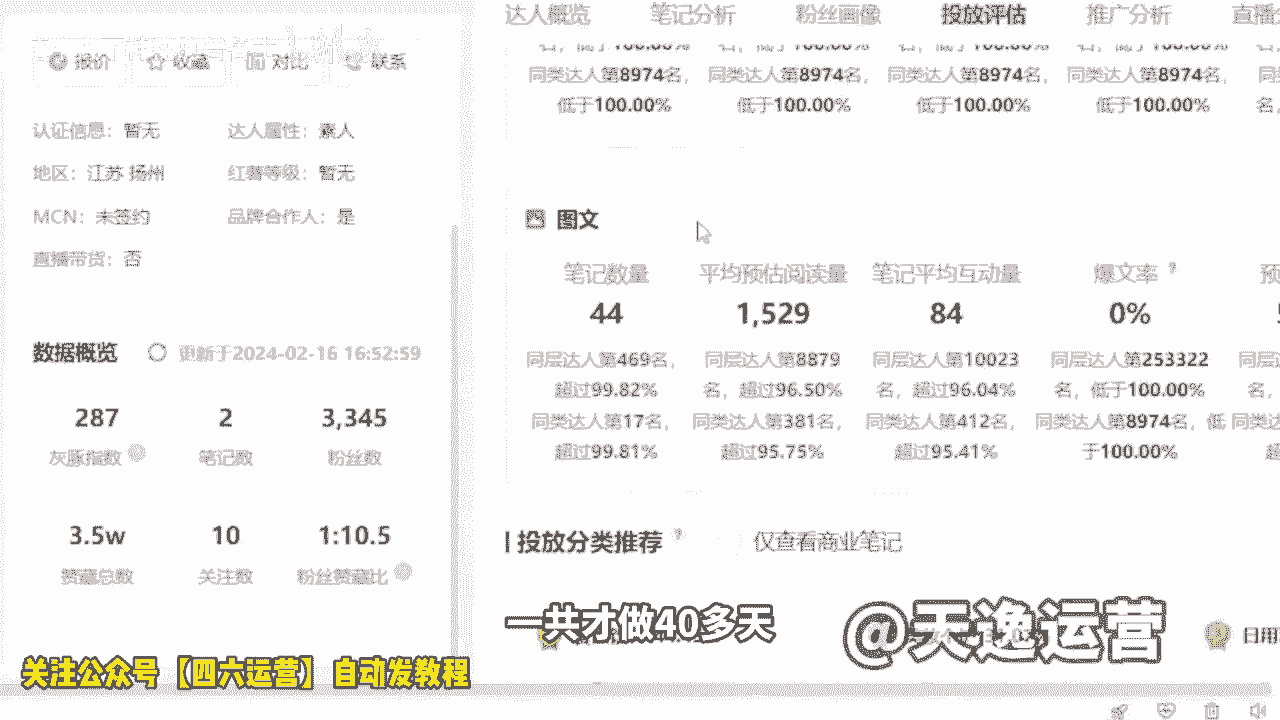 达人概览 笔记分析 粉丝画像 投放评估 推广分析 直播
报价 收藏 对比 联系
同类达人第8974名， 同类达人第8974名， 同类达人第8974名， 同类达人第8974名，
低于100.00% 低于100.00% 低于100.00% 低于100.00%
认证信息：暂无 达人属性：素人
地区：江苏 扬州 红薯等级：暂无
MCN：未签约 品牌合作人：是
直播带货：否
图文
笔记数量 平均预估阅读量 笔记平均互动量 爆文率
44 1,529 84 0%
同层达人第469名， 同层达人第8879 同层达人第10023 同层达人第253322
超过99.82% 名，超过96.50% 名，超过96.04% 名，低于100.00%
同类达人第17名， 同类达人第381名， 同类达人第412名， 同类达人第8974名，低
超过99.81% 超过95.75% 超过95.41% 于100.00%
数据概览 更新于2024-02-16 16:52:59
287 2 3,345
灰豚指数 笔记数 粉丝数
3.5w 10 1:10.5
赞藏总数 关注数 粉丝赞藏比
投放分类推荐 仅查看商业笔记
一共才做40多天
@天逸运营
日用
关注公众号【四六运营】自动发教程